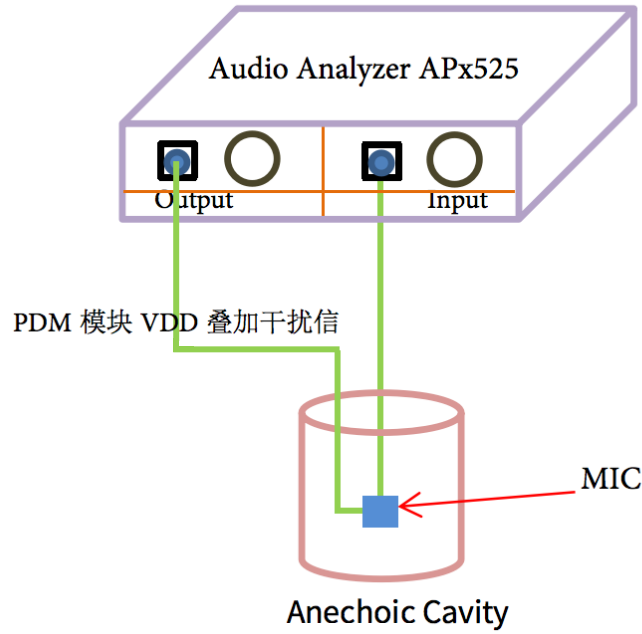 Audio Analyzer APx525
Output
Input
PDM 模块 VDD 叠加干扰信
MIC
Anechoic Cavity